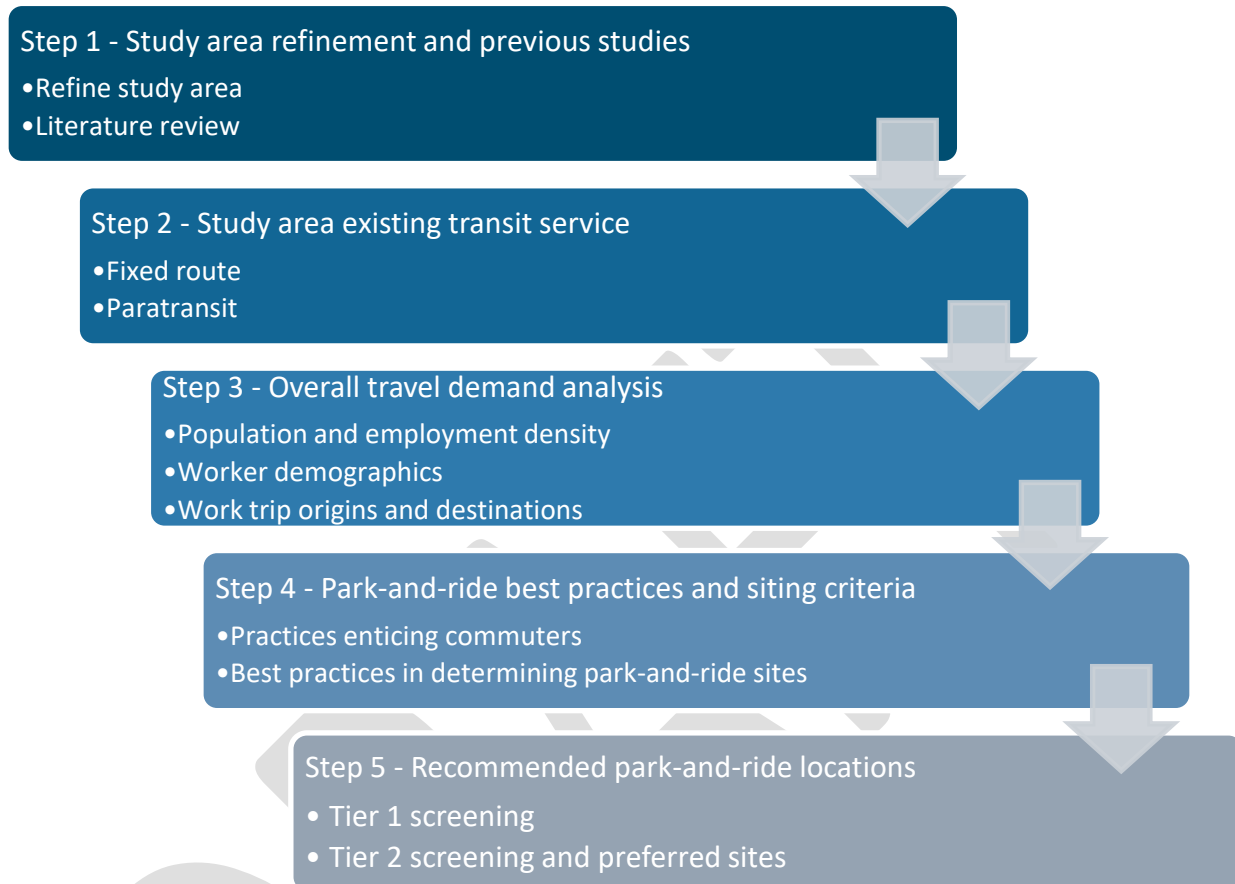 Step 1 - Study area refinement and previous studies
•Refine study area
•Literature review
Step 2 - Study area existing transit service
•Fixed route
•Paratransit
Step 3 - Overall travel demand analysis
•Population and employment density
•Worker demographics
•Work trip origins and destinations
Step 4 - Park-and-ride best practices and siting criteria
•Practices enticing commuters
•Best practices in determining park-and-ride sites
Step 5 - Recommended park-and-ride locations
• Tier 1 screening
• Tier 2 screening and preferred sites